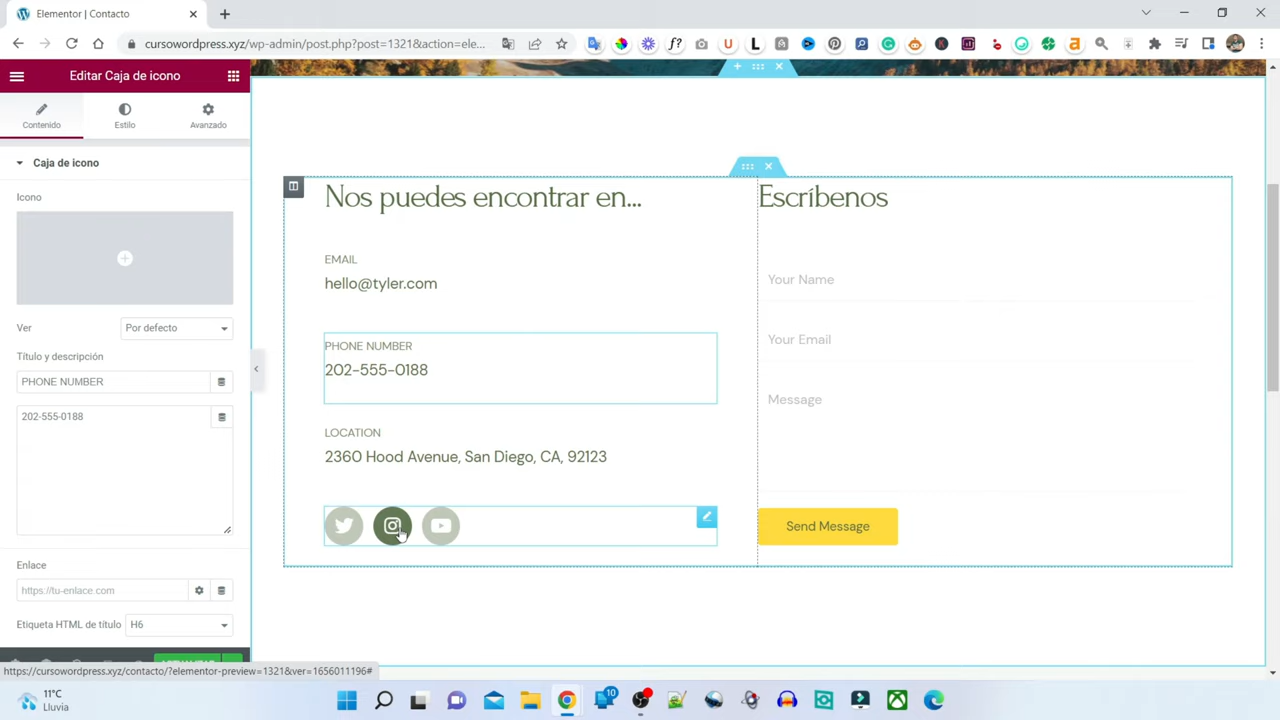 Elementor | Contacto
cursowordpress.xyz/wp-admin/post.php?post=1321&action=ele...
Editar Caja de icono
Contenido
Estilo
Avanzado
Caja de icono
Icono
Ver
Por defecto
Título y descripción
PHONE NUMBER
202-555-0188
Enlace
https://tu-enlace.com
Etiqueta HTML de título
H6
Nos puedes encontrar en...
EMAIL
hello@tyler.com
PHONE NUMBER
202-555-0188
LOCATION
2360 Hood Avenue, San Diego, CA, 92123
Escríbenos
Your Name
Your Email
Message
Send Message
https://cursowordpress.xyz/contacto/?elementor-preview=1321&ver=1656011196#
11°C
Lluvia
10